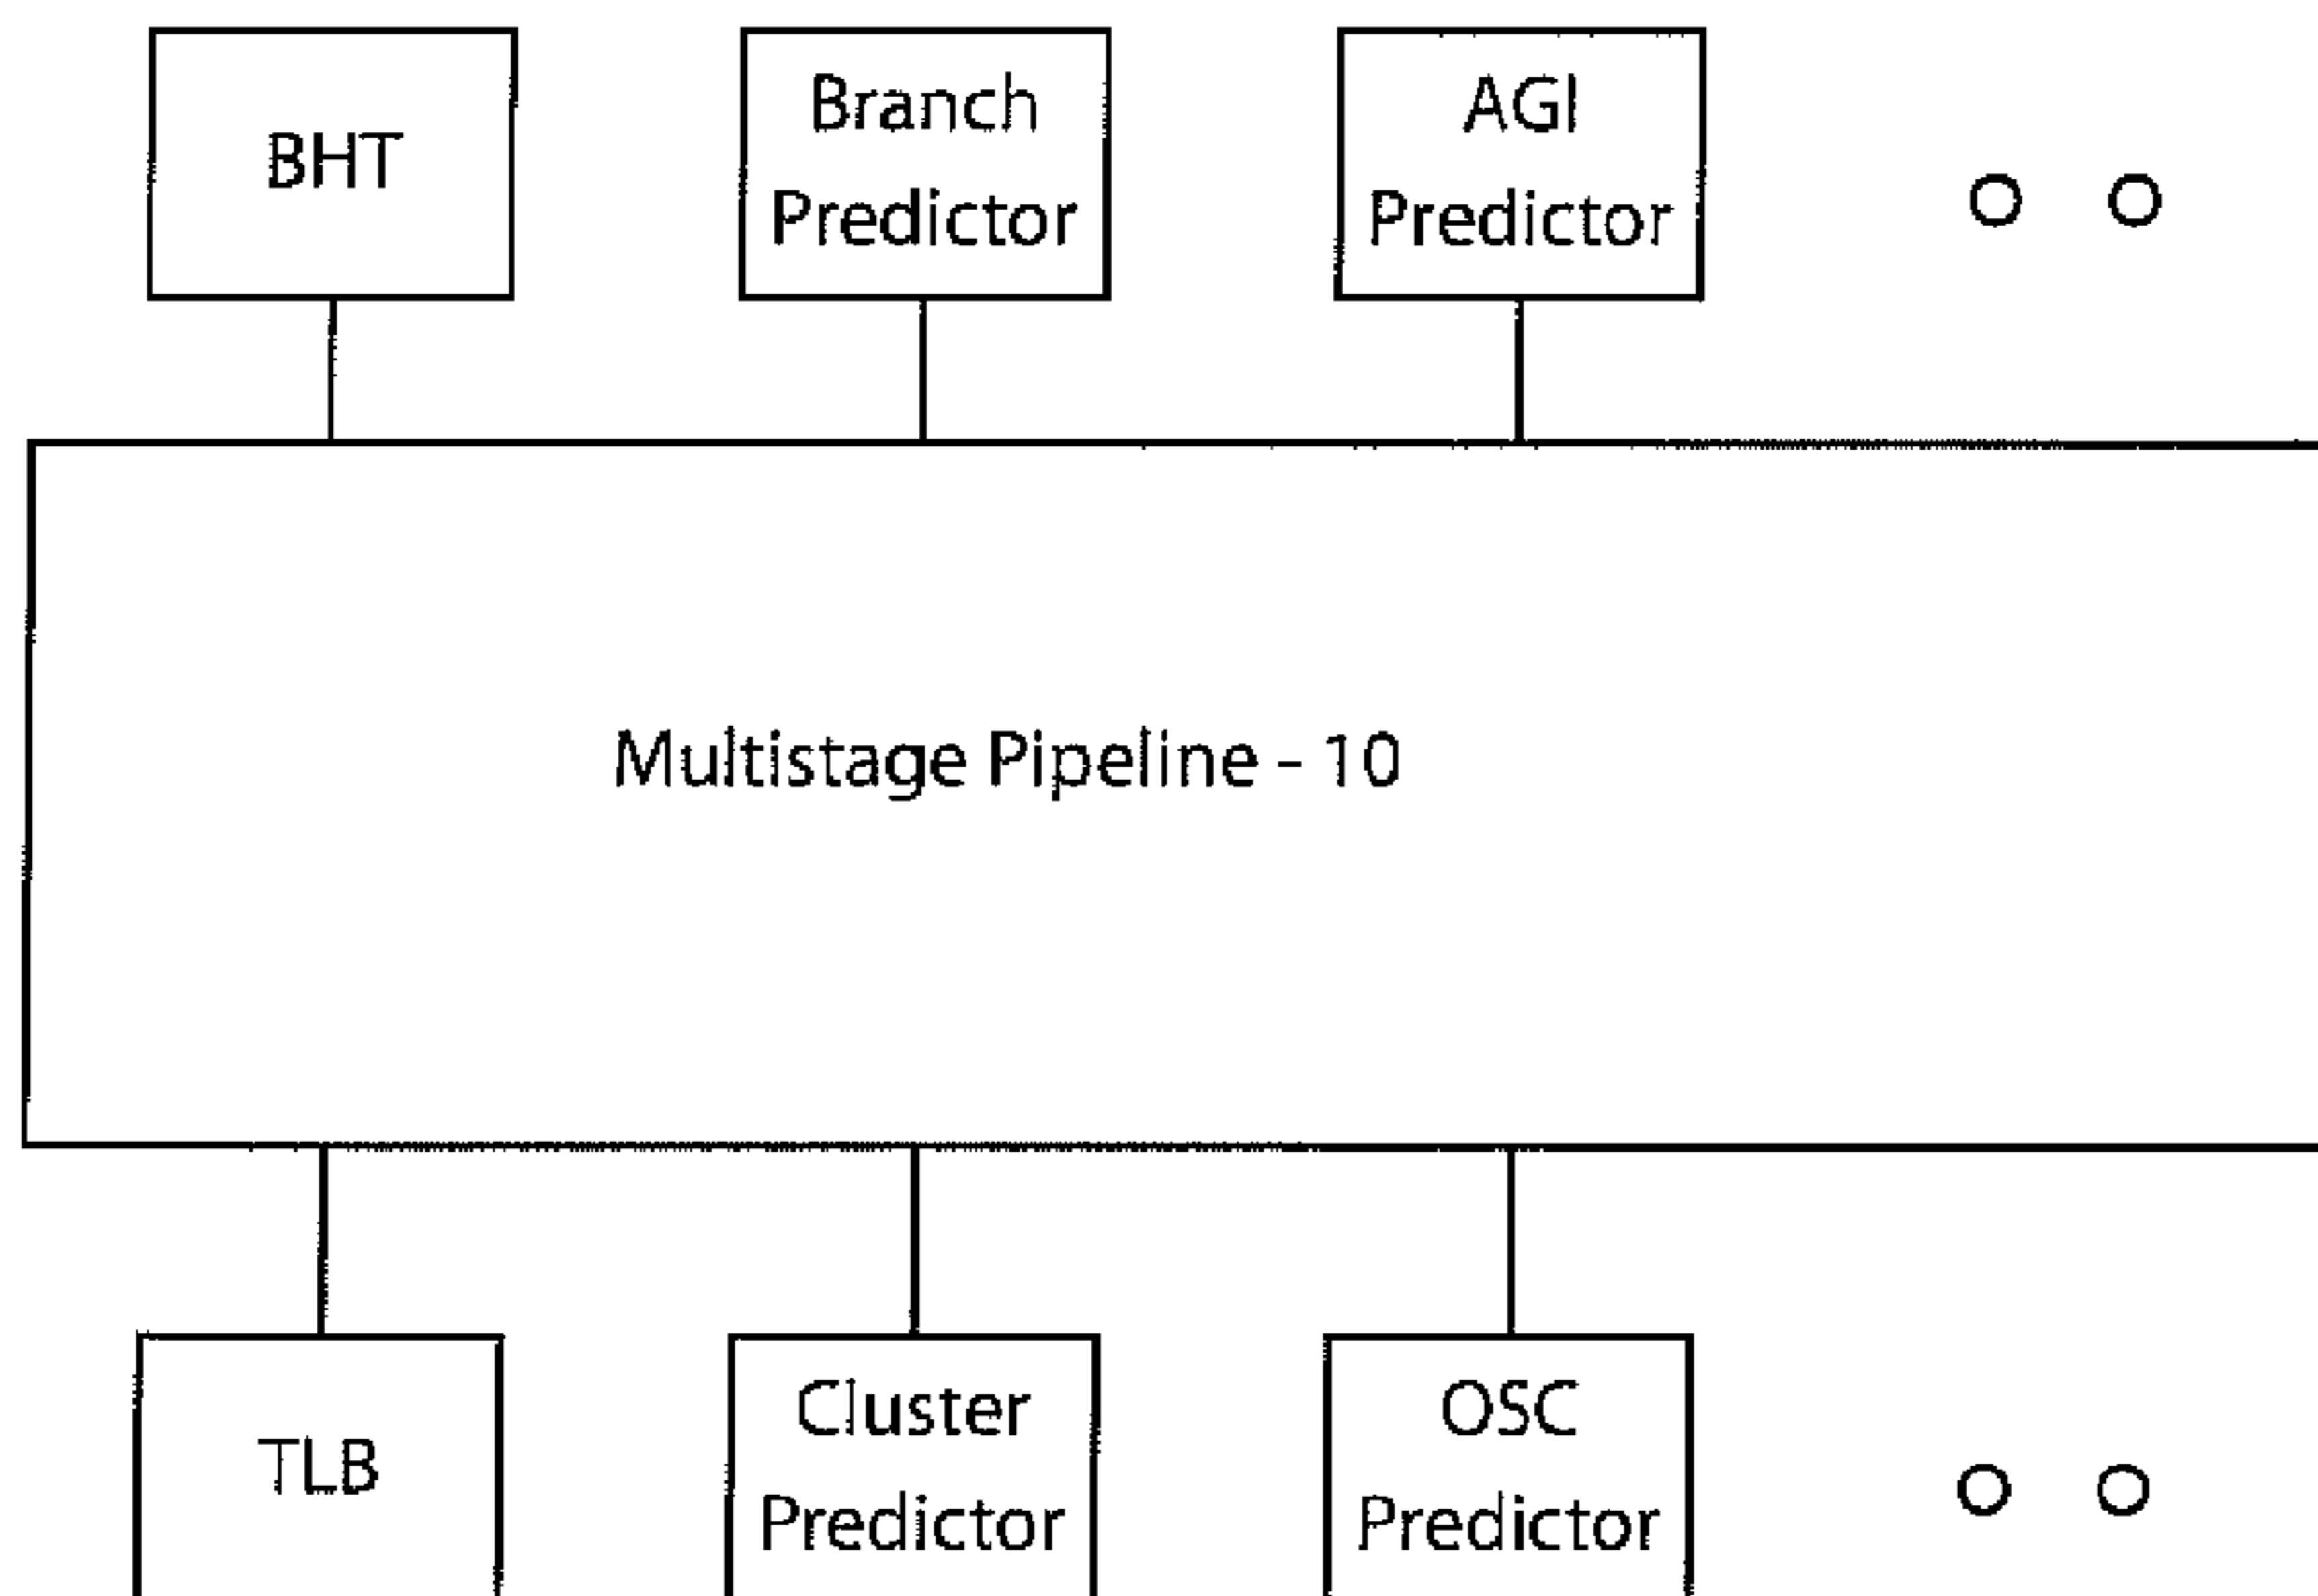 BHT
Branch
Predictor
AGI
Predictor
Multistage Pipeline - 10
TLB
Cluster
Predictor
OSC
Predictor